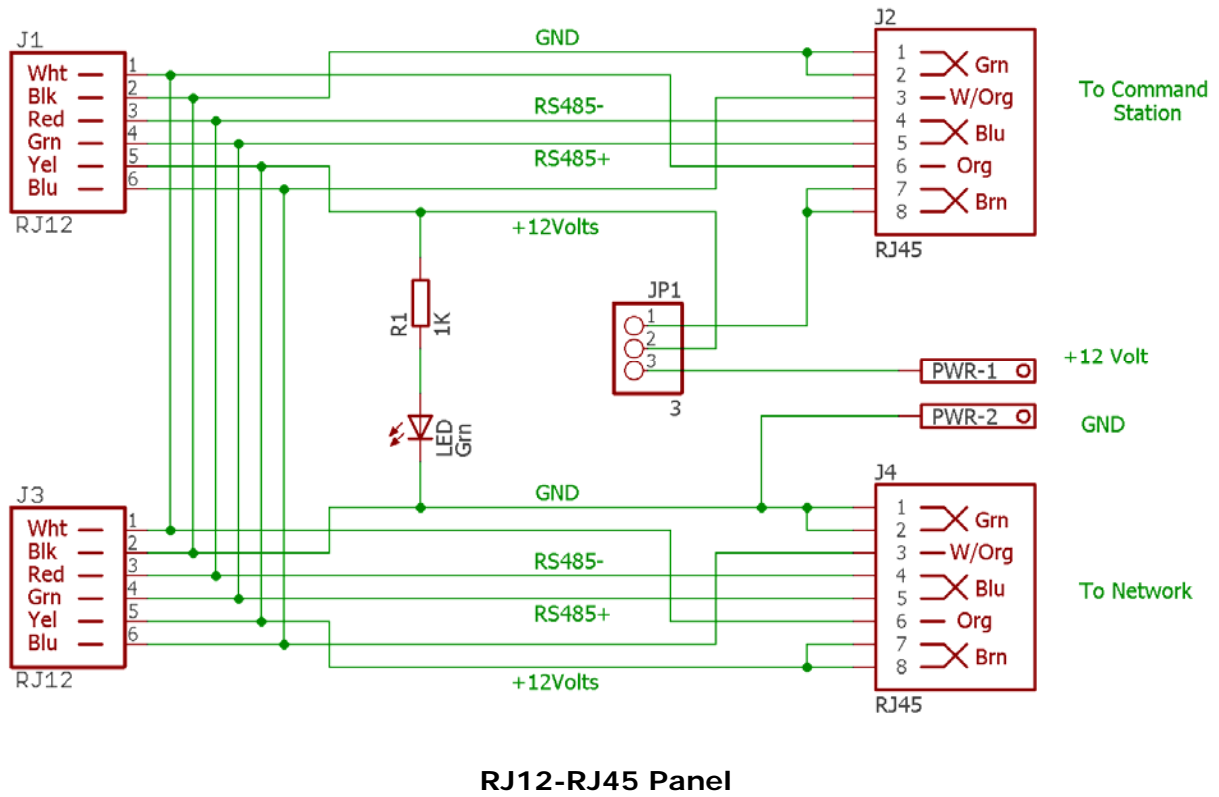 J1
Wht 1
Blk 2
Red 3
Grn 4
Yel 5
Blu 6
RJ12
GND
RS485-
RS485+
+12Volts
J2
1
2 Grn
3 W/Org
4
5 Blu
6 Org
7
8 Brn
RJ45
To Command
Station
R1
1K
LED
Grn
JP1
1
2
3
3
PWR-1
+12 Volt
PWR-2
GND
J3
Wht 1
Blk 2
Red 3
Grn 4
Yel 5
Blu 6
RJ12
GND
RS485-
RS485+
+12Volts
J4
1
2 Grn
3 W/Org
4
5 Blu
6 Org
7
8 Brn
RJ45
To Network
RJ12-RJ45 Panel